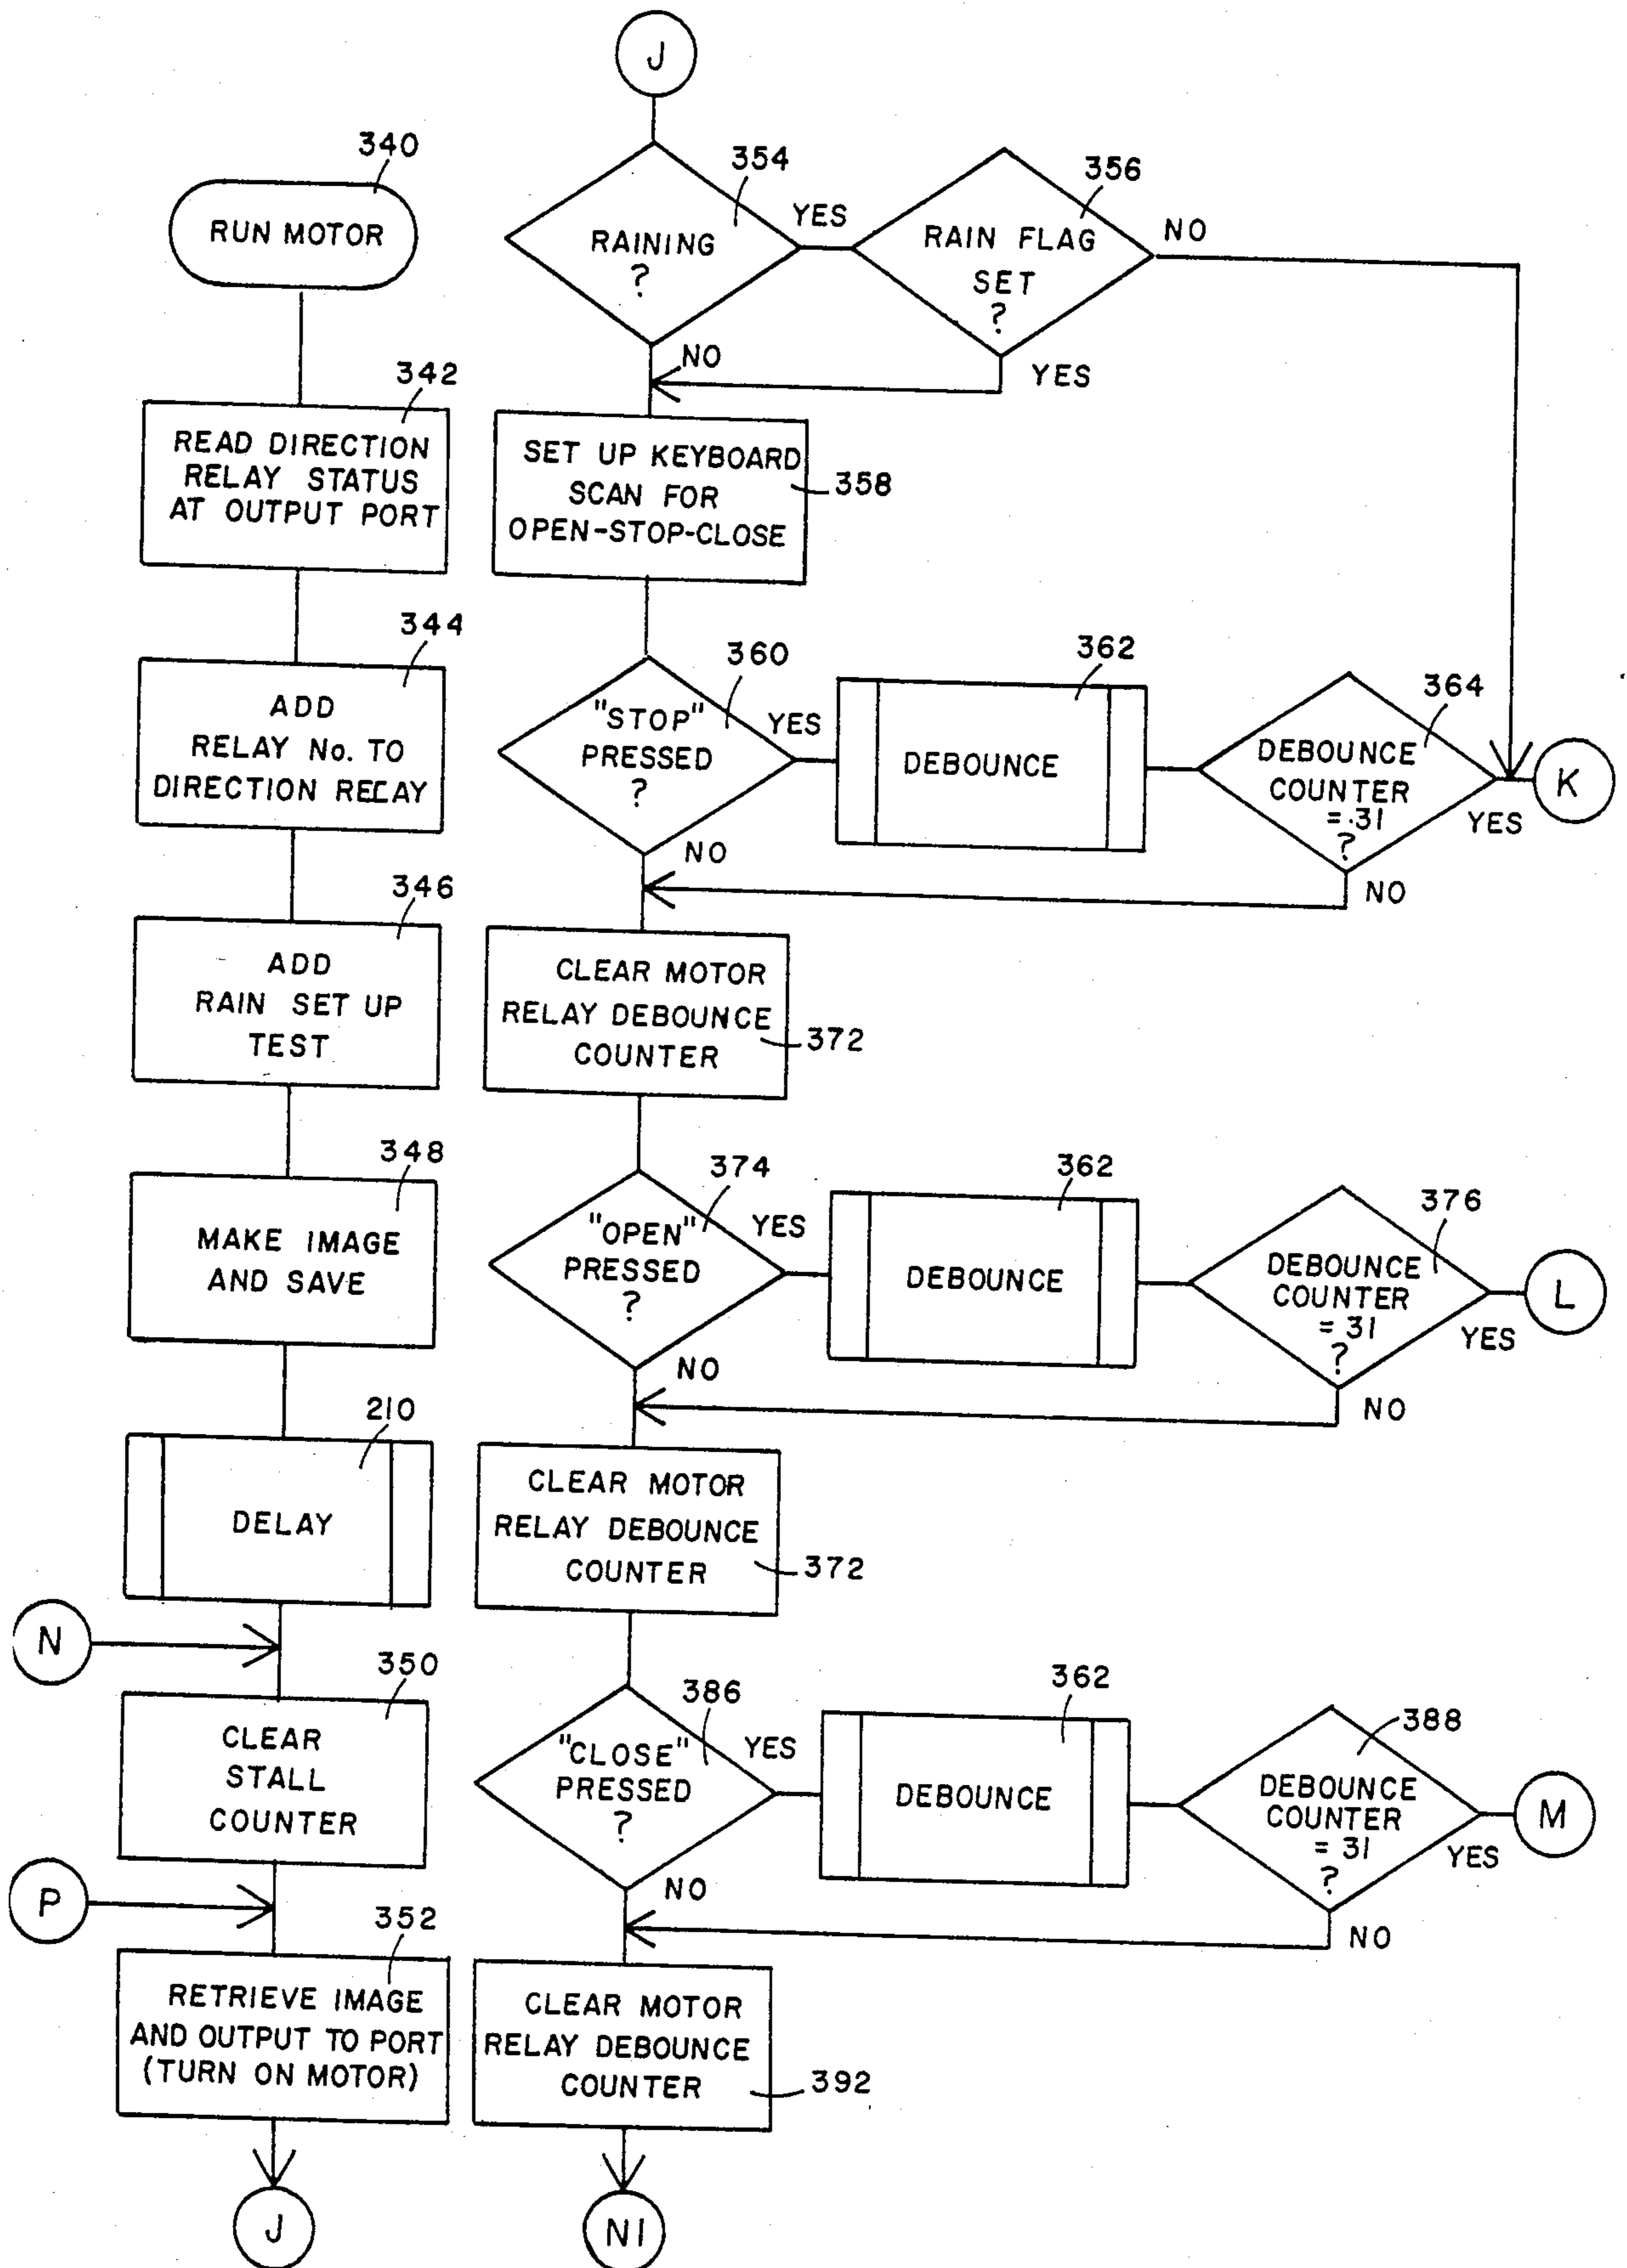 340
RUN MOTOR
342
READ DIRECTION
RELAY STATUS
AT OUTPUT PORT
344
ADD
RELAY No. TO
DIRECTION RELAY
346
ADD
RAIN SET UP
TEST
348
MAKE IMAGE
AND SAVE
210
DELAY
N
350
CLEAR
STALL
COUNTER
P
352
RETRIEVE IMAGE
AND OUTPUT TO PORT
(TURN ON MOTOR)
J
J
354
RAINING
?
YES
NO
356
RAIN FLAG
SET
?
NO
YES
SET UP KEYBOARD
SCAN FOR
OPEN-STOP-CLOSE
358
360
"STOP"
PRESSED
?
YES
NO
362
DEBOUNCE
364
DEBOUNCE
COUNTER
= 31
?
YES
NO
K
CLEAR MOTOR
RELAY DEBOUNCE
COUNTER
372
374
"OPEN"
PRESSED
?
YES
NO
362
DEBOUNCE
376
DEBOUNCE
COUNTER
= 31
?
YES
NO
L
CLEAR MOTOR
RELAY DEBOUNCE
COUNTER
372
386
"CLOSE"
PRESSED
?
YES
NO
362
DEBOUNCE
388
DEBOUNCE
COUNTER
= 31
?
YES
NO
M
CLEAR MOTOR
RELAY DEBOUNCE
COUNTER
392
N1